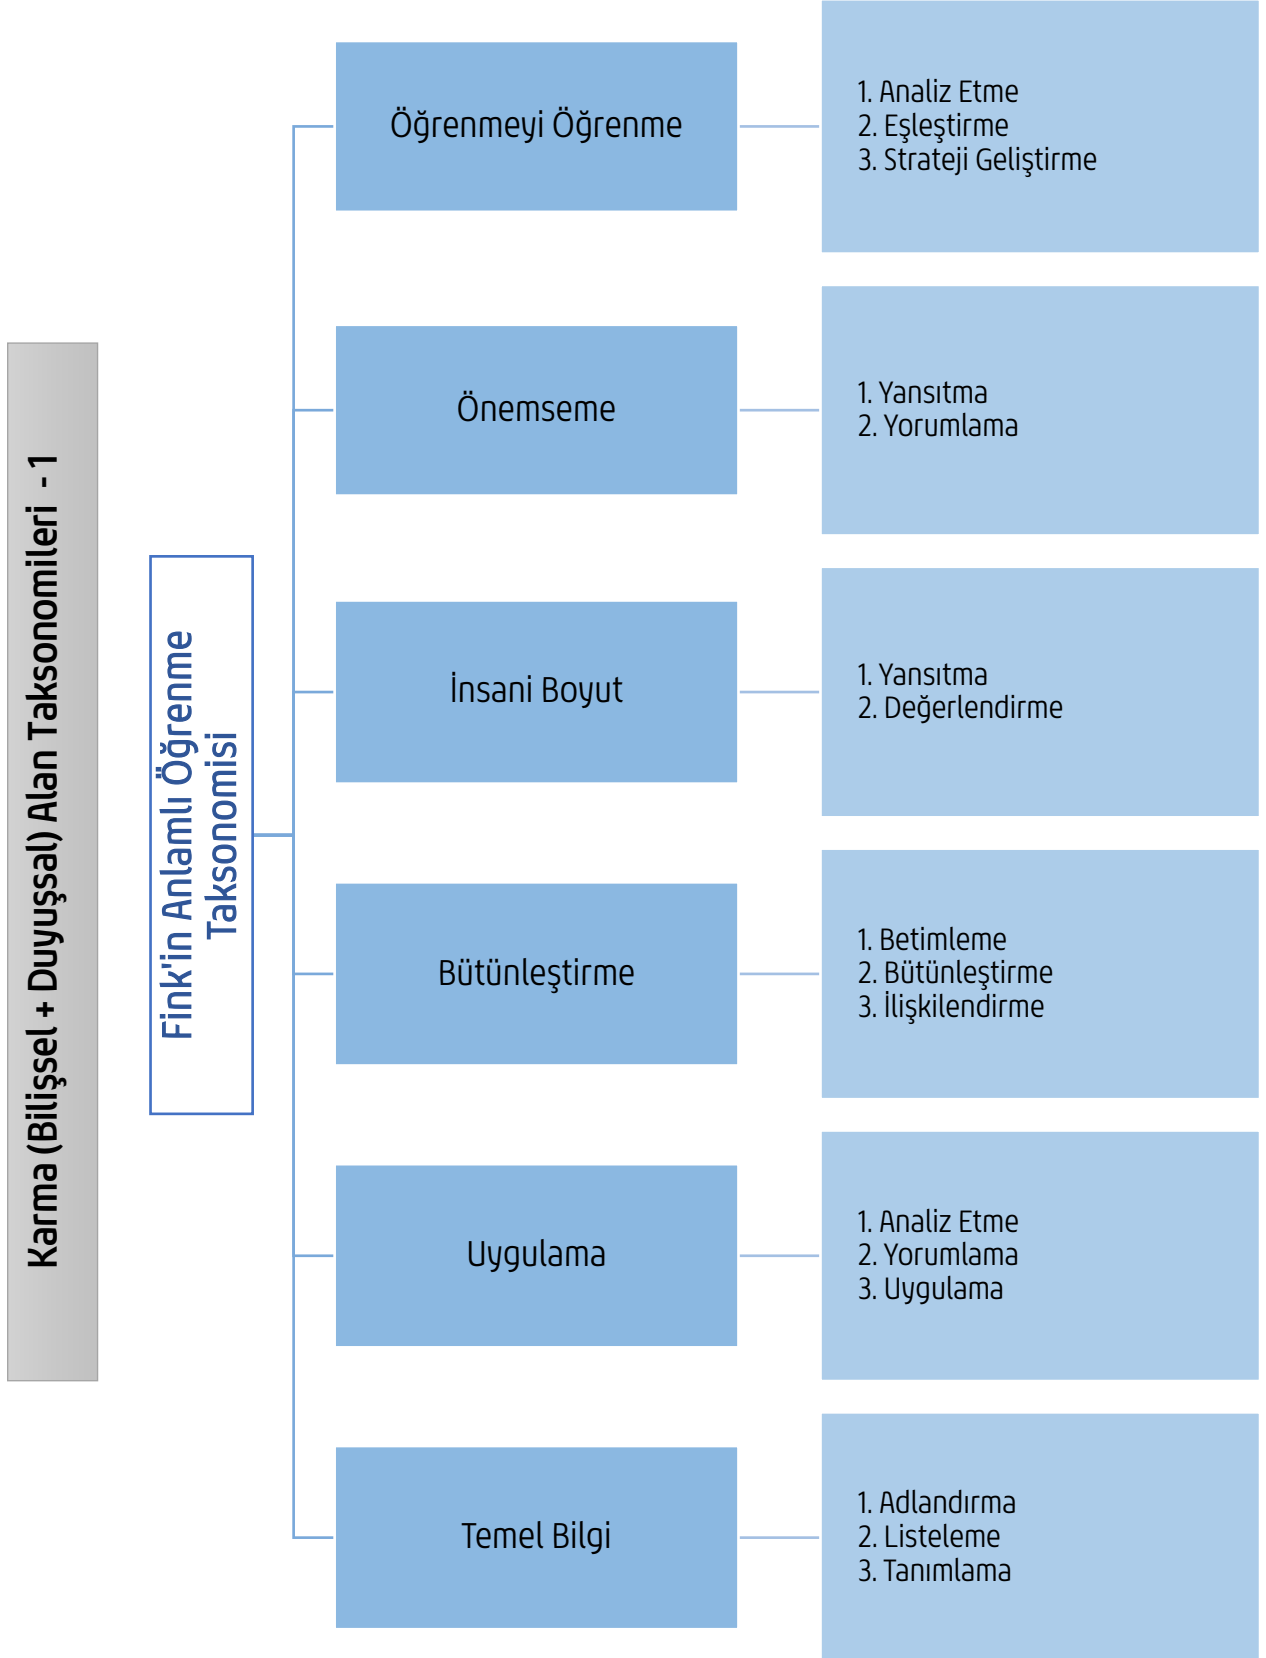 Karma (Bilişsel + Duyuşsal) Alan Taksonomileri - 1
Fink'in Anlamlı Öğrenme
Taksonomisi
Öğrenmeyi Öğrenme
1. Analiz Etme
2. Eşleştirme
3. Strateji Geliştirme
Önemseme
1. Yansıtma
2. Yorumlama
İnsani Boyut
1. Yansıtma
2. Değerlendirme
Bütünleştirme
1. Betimleme
2. Bütünleştirme
3. İlişkilendirme
Uygulama
1. Analiz Etme
2. Yorumlama
3. Uygulama
Temel Bilgi
1. Adlandırma
2. Listeleme
3. Tanımlama